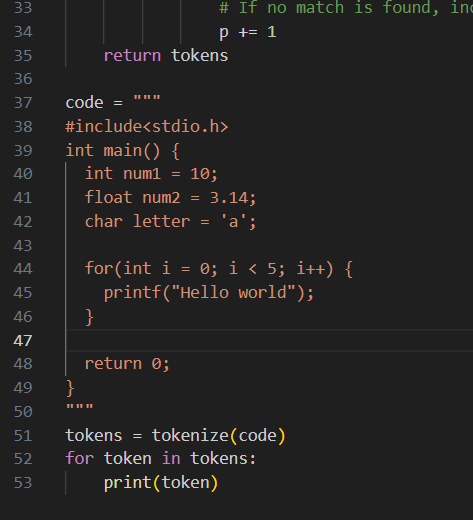 33 # If no match is found,
34 p += 1
35 return tokens
36
37 code = """
38 #include<stdio.h>
39 int main() {
40 int num1 = 10;
41 float num2 = 3.14;
42 char letter = 'a';
43
44 for(int i = 0; i < 5; i++) {
45 printf("Hello world");
46 }
47
48 return 0;
49 }
50 """
51 tokens = tokenize(code)
52 for token in tokens:
53 print(token)